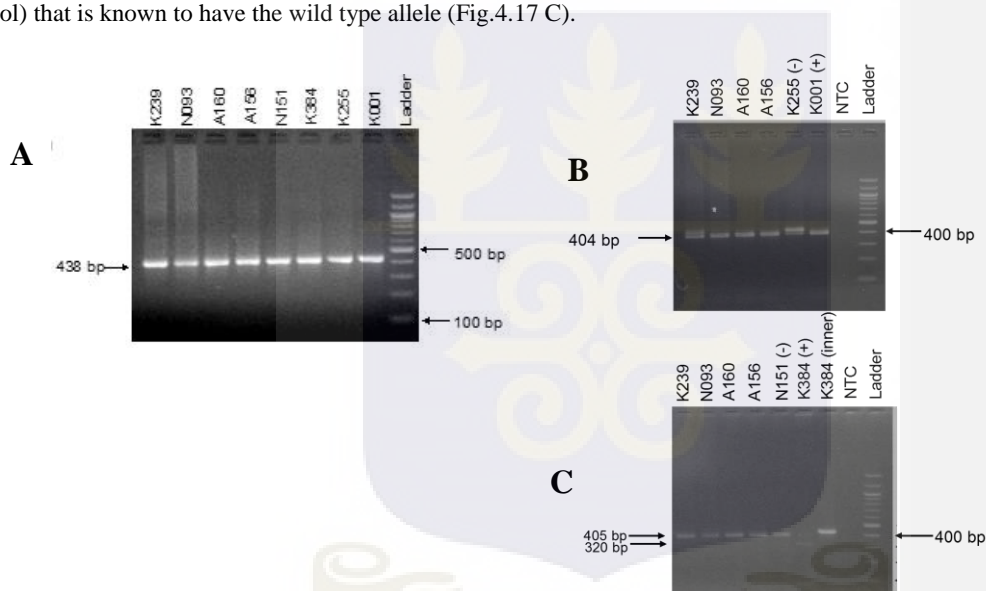 ol) that is known to have the wild type allele (Fig.4.17 C).
A
K239
N093
A160
A156
N151
K384
K255
K001
Ladder
438 bp
500 bp
100 bp
B
K239
N093
A160
A156
K255 (-)
K001 (+)
NTC
Ladder
404 bp
400 bp
C
K239
N093
A160
A156
N151 (-)
K384 (+)
K384 (inner)
NTC
Ladder
405 bp
320 bp
400 bp